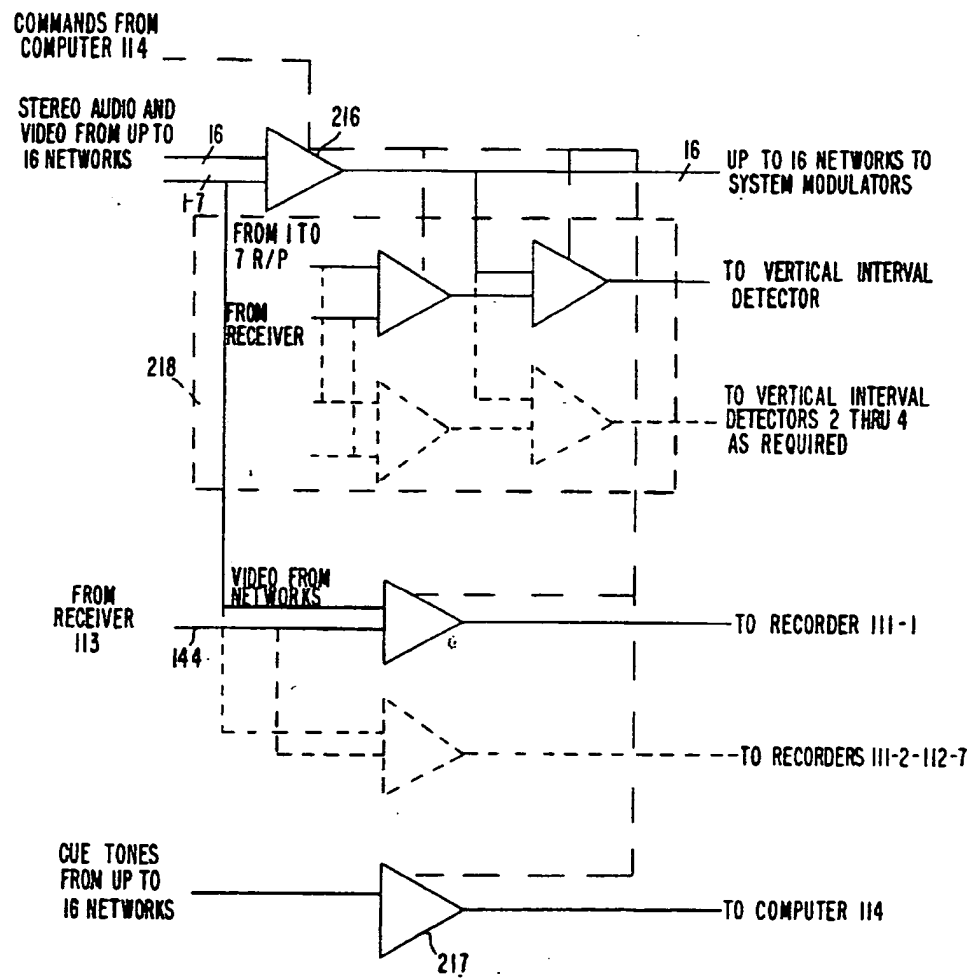 COMMANDS FROM
COMPUTER 114
STEREO AUDIO AND
VIDEO FROM UP TO
16 NETWORKS
16
1-7
216
16
UP TO 16 NETWORKS TO
SYSTEM MODULATORS
FROM 1 TO
7 R/P
FROM
RECEIVER
TO VERTICAL INTERVAL
DETECTOR
218
TO VERTICAL INTERVAL
DETECTORS 2 THRU 4
AS REQUIRED
VIDEO FROM
NETWORKS
FROM
RECEIVER
113
144
TO RECORDER 111-1
TO RECORDERS 111-2-112-7
CUE TONES
FROM UP TO
16 NETWORKS
TO COMPUTER 114
217